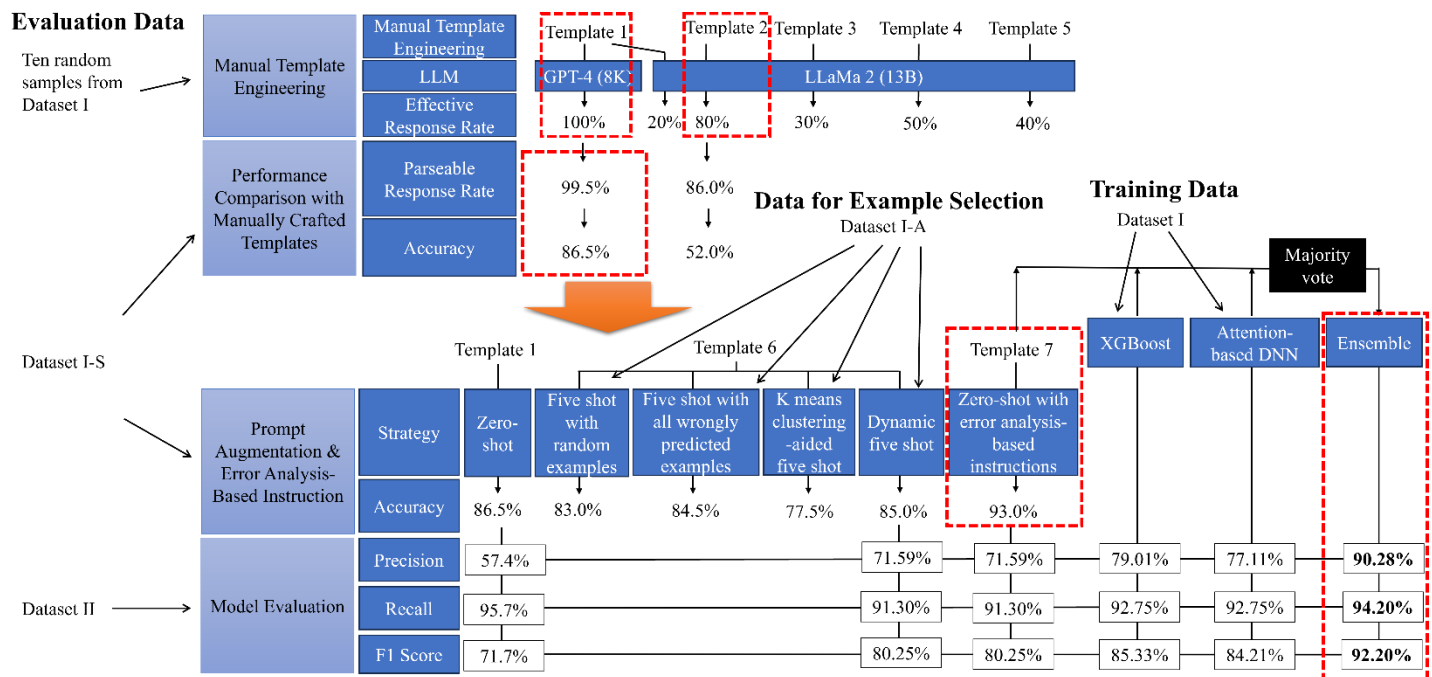 Evaluation Data
Ten random
samples from
Dataset I
Manual Template
Engineering
Manual Template
Engineering
Template 1
Template 2
Template 3
Template 4
Template 5
LLM
GPT-4 (8K)
LLaMa 2 (13B)
Effective
Response Rate
100%
20%
80%
30%
50%
40%
Performance
Comparison with
Manually Crafted
Templates
Parseable
Response Rate
99.5%
86.0%
Accuracy
86.5%
52.0%
Data for Example Selection
Dataset I-A
Training Data
Dataset I
Majority
vote
Dataset I-S
Template 1
Template 6
Template 7
XGBoost
Attention-
based DNN
Ensemble
Prompt
Augmentation &
Error Analysis-
Based Instruction
Strategy
Zero-
shot
Five shot
with
random
examples
Five shot with
all wrongly
predicted
examples
K means
clustering
-aided
five shot
Dynamic
five shot
Zero-shot with
error analysis-
based
instructions
Accuracy
86.5%
83.0%
84.5%
77.5%
85.0%
93.0%
Dataset II
Model Evaluation
Precision
57.4%
71.59%
71.59%
79.01%
77.11%
90.28%
Recall
95.7%
91.30%
91.30%
92.75%
92.75%
94.20%
F1 Score
71.7%
80.25%
80.25%
85.33%
84.21%
92.20%